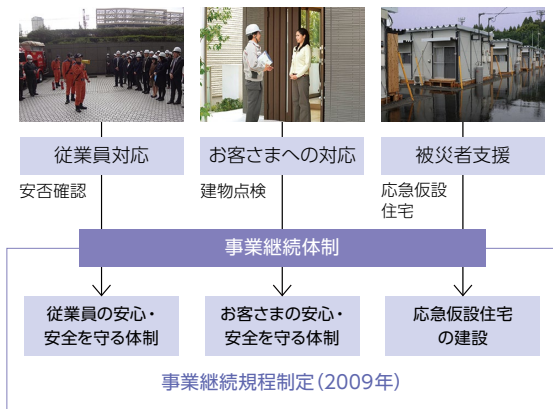 従業員対応
お客さまへの対応
被災者支援
安否確認
建物点検
応急仮設
住宅
事業継続体制
従業員の安心・
安全を守る体制
お客さまの安心・
安全を守る体制
応急仮設住宅
の建設
事業継続規程制定(2009年)